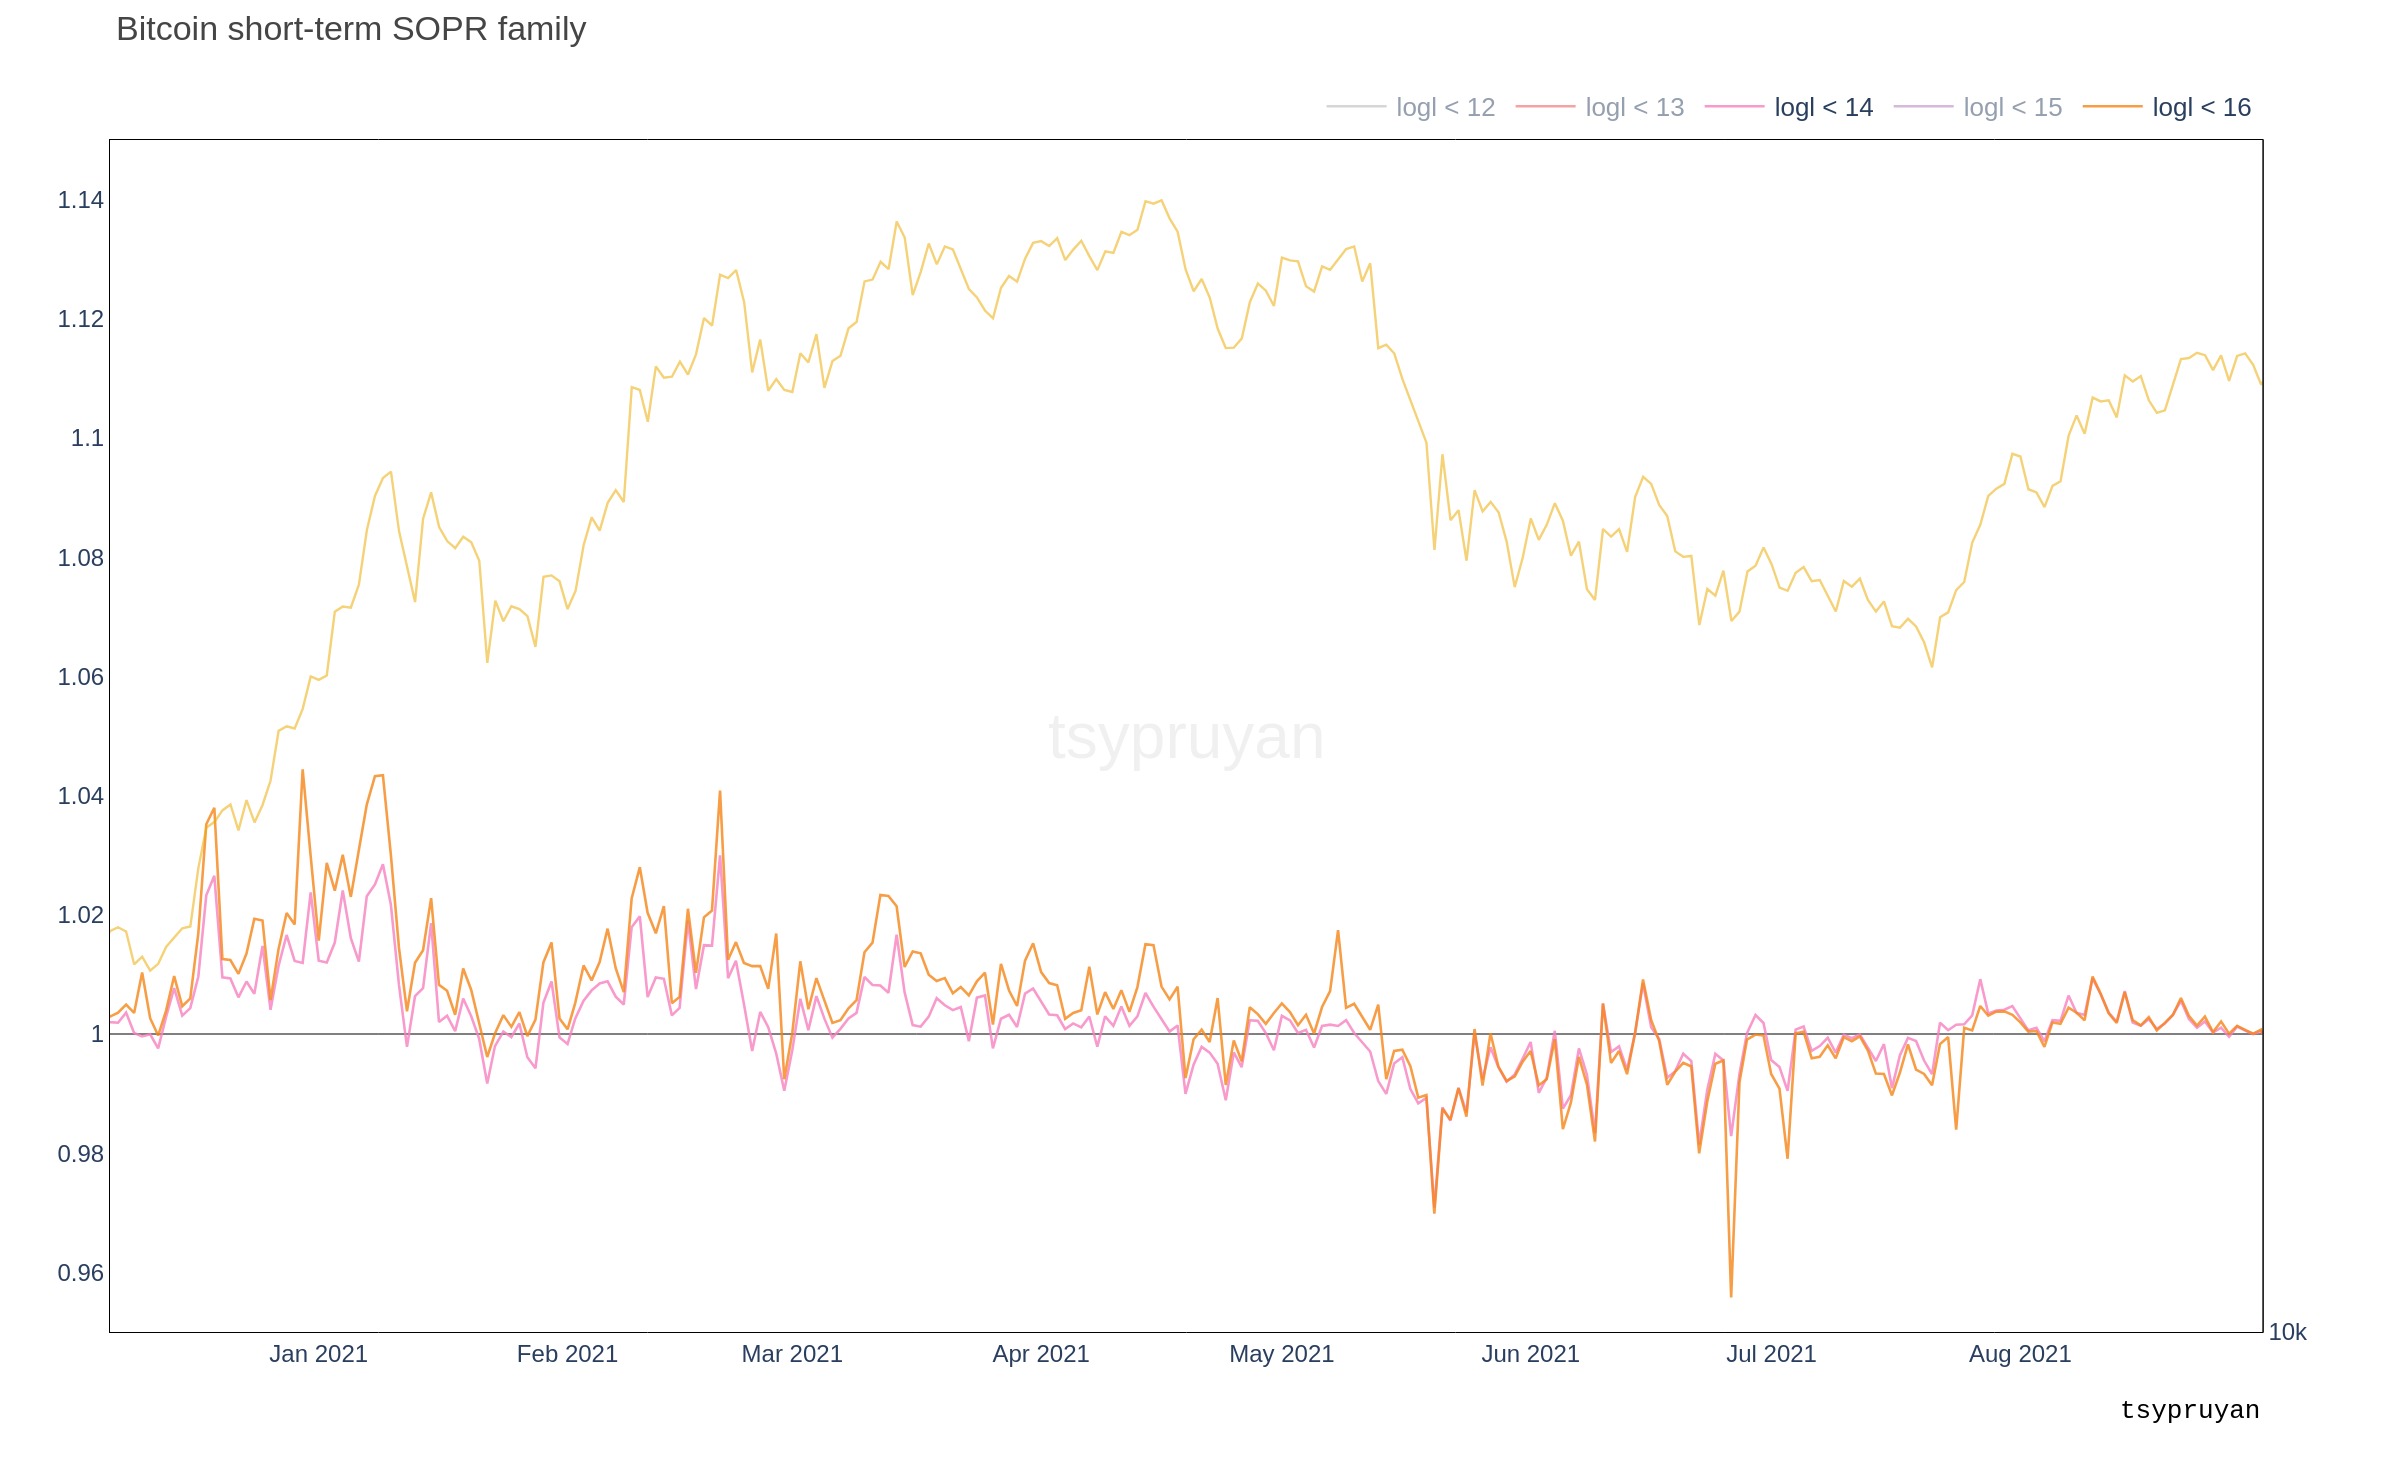 Bitcoin short-term SOPR family
logl < 12 logl < 13 logl < 14 logl < 15 logl < 16
1.14
1.12
1.1
1.08
1.06
tsypruyan
1.04
1.02
1
0.98
0.96
10k
Jan 2021 Feb 2021 Mar 2021 Apr 2021 May 2021 Jun 2021 Jul 2021 Aug 2021
tsypruyan